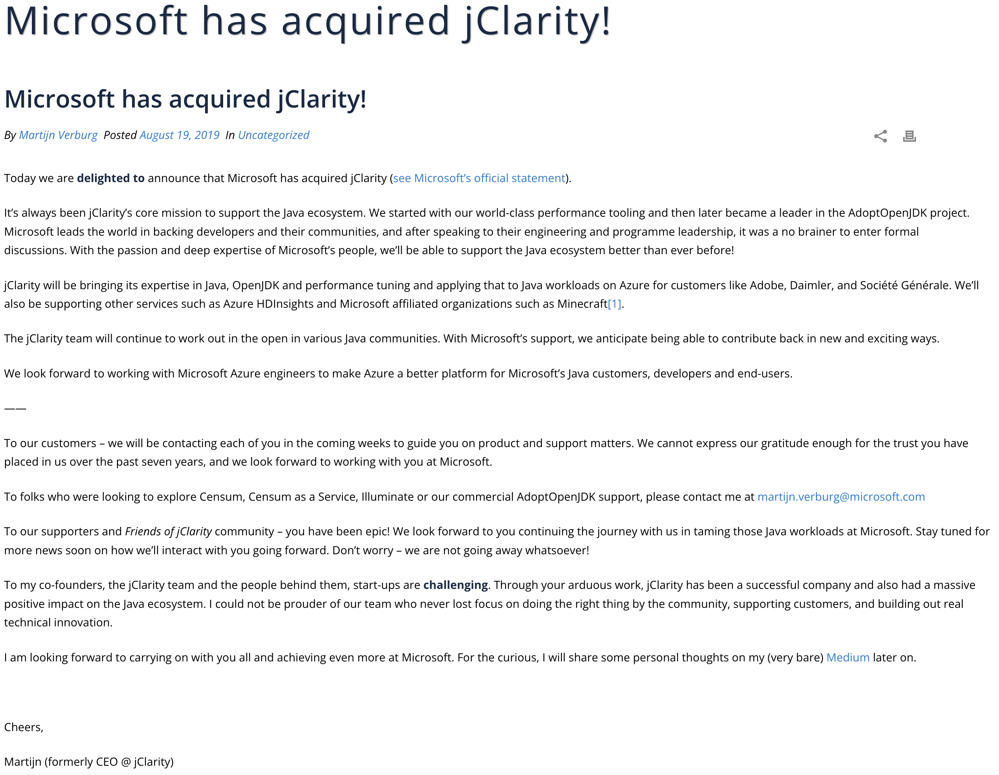 Microsoft has acquired jClarity!
Microsoft has acquired jClarity!
By Martijn Verburg Posted August 19, 2019 In Uncategorized
Today we are delighted to announce that Microsoft has acquired jClarity (see Microsoft’s official statement).
It’s always been jClarity’s core mission to support the Java ecosystem. We started with our world-class performance tooling and then later became a leader in the AdoptOpenJDK project.
Microsoft leads the world in backing developers and their communities, and after speaking to their engineering and programme leadership, it was a no brainer to enter formal
discussions. With the passion and deep expertise of Microsoft’s people, we’ll be able to support the Java ecosystem better than ever before!
jClarity will be bringing its expertise in Java, OpenJDK and performance tuning and applying that to Java workloads on Azure for customers like Adobe, Daimler, and Société Générale. We’ll
also be supporting other services such as Azure HDInsights and Microsoft affiliated organizations such as Minecraft[1].
The jClarity team will continue to work out in the open in various Java communities. With Microsoft’s support, we anticipate being able to contribute back in new and exciting ways.
We look forward to working with Microsoft Azure engineers to make Azure a better platform for Microsoft’s Java customers, developers and end-users.
——
To our customers – we will be contacting each of you in the coming weeks to guide you on product and support matters. We cannot express our gratitude enough for the trust you have
placed in us over the past seven years, and we look forward to working with you at Microsoft.
To folks who were looking to explore Censum, Censum as a Service, Illuminate or our commercial AdoptOpenJDK support, please contact me at martijn.verburg@microsoft.com
To our supporters and Friends of jClarity community – you have been epic! We look forward to you continuing the journey with us in taming those Java workloads at Microsoft. Stay tuned for
more news soon on how we’ll interact with you going forward. Don’t worry – we are not going away whatsoever!
To my co-founders, the jClarity team and the people behind them, start-ups are challenging. Through your arduous work, jClarity has been a successful company and also had a massive
positive impact on the Java ecosystem. I could not be prouder of our team who never lost focus on doing the right thing by the community, supporting customers, and building out real
technical innovation.
I am looking forward to carrying on with you all and achieving even more at Microsoft. For the curious, I will share some personal thoughts on my (very bare) Medium later on.
Cheers,
Martijn (formerly CEO @ jClarity)